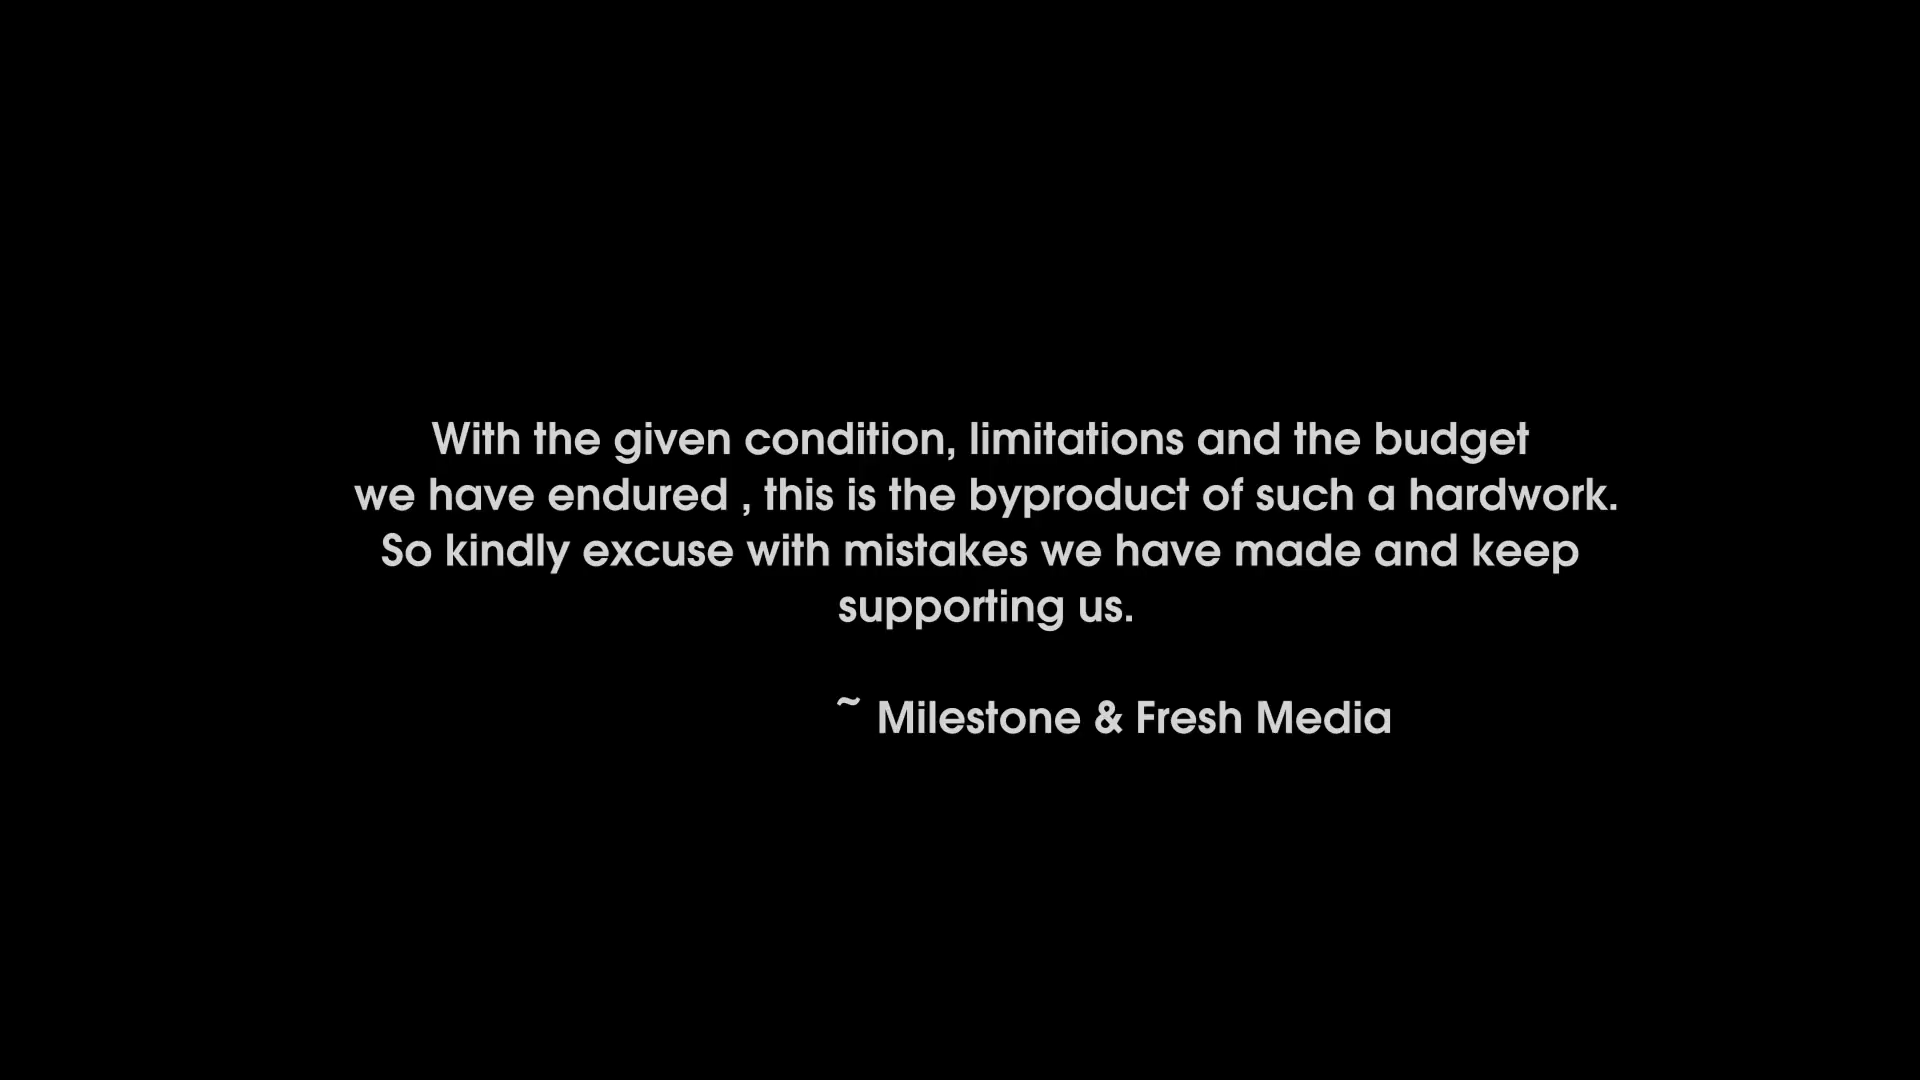 With the given condition, limitations and the budget
we have endured , this is the byproduct of such a hardwork.
So kindly excuse with mistakes we have made and keep
supporting us.
~ Milestone & Fresh Media